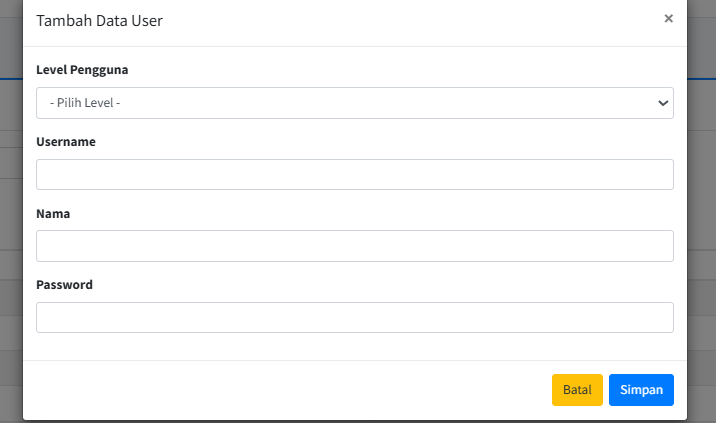 Tambah Data User ×
Level Pengguna
- Pilih Level -
Username
Nama
Password
Batal Simpan